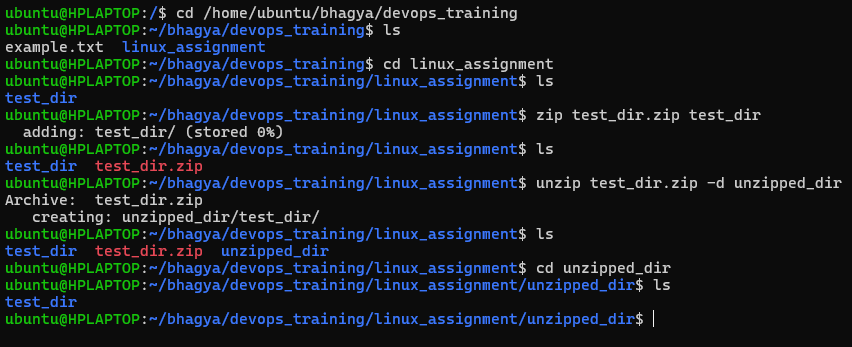 ubuntu@HPLAPTOP:/$ cd /home/ubuntu/bhagya/devops_training
ubuntu@HPLAPTOP:~/bhagya/devops_training$ ls
example.txt  linux_assignment
ubuntu@HPLAPTOP:~/bhagya/devops_training$ cd linux_assignment
ubuntu@HPLAPTOP:~/bhagya/devops_training/linux_assignment$ ls
test_dir
ubuntu@HPLAPTOP:~/bhagya/devops_training/linux_assignment$ zip test_dir.zip test_dir
  adding: test_dir/ (stored 0%)
ubuntu@HPLAPTOP:~/bhagya/devops_training/linux_assignment$ ls
test_dir  test_dir.zip
ubuntu@HPLAPTOP:~/bhagya/devops_training/linux_assignment$ unzip test_dir.zip -d unzipped_dir
Archive:  test_dir.zip
   creating: unzipped_dir/test_dir/
ubuntu@HPLAPTOP:~/bhagya/devops_training/linux_assignment$ ls
test_dir  test_dir.zip  unzipped_dir
ubuntu@HPLAPTOP:~/bhagya/devops_training/linux_assignment$ cd unzipped_dir
ubuntu@HPLAPTOP:~/bhagya/devops_training/linux_assignment/unzipped_dir$ ls
test_dir
ubuntu@HPLAPTOP:~/bhagya/devops_training/linux_assignment/unzipped_dir$